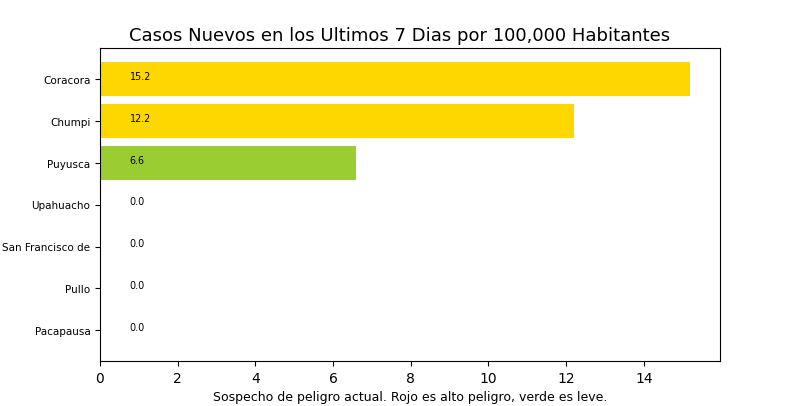 Casos Nuevos en los Ultimos 7 Dias por 100,000 Habitantes
Coracora 15.2
Chumpi 12.2
Puyusca 6.6
Upahuacho 0.0
San Francisco de 0.0
Pullo 0.0
Pacapausa 0.0
0 2 4 6 8 10 12 14
Sospecho de peligro actual. Rojo es alto peligro, verde es leve.